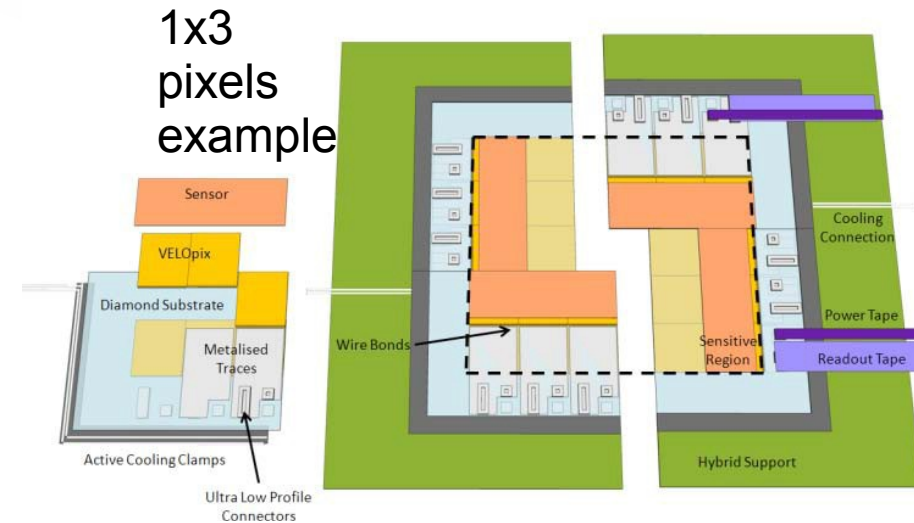 1x3
pixels
example
Sensor
VELOpix
Diamond Substrate
Metalised
Traces
Active Cooling Clamps
Ultra Low Profile
Connectors
Wire Bonds
Cooling
Connection
Power Tape
Sensitive
Region
Readout Tape
Hybrid Support